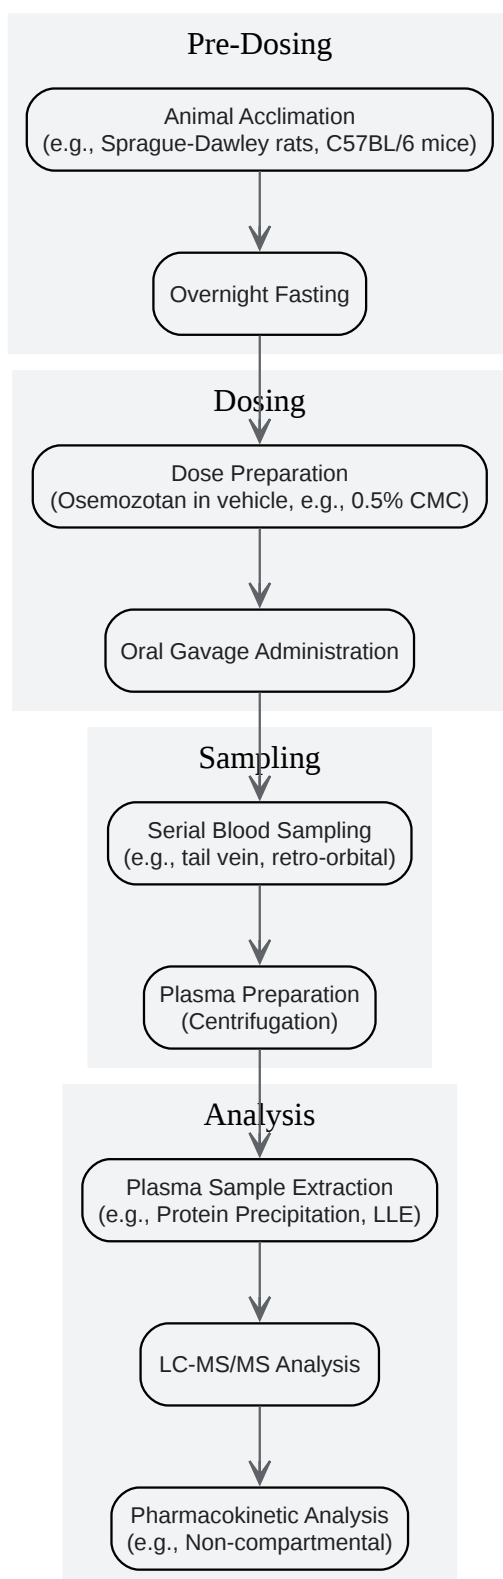 Pre-Dosing
Animal Acclimation
(e.g., Sprague-Dawley rats, C57BL/6 mice)
Overnight Fasting
Dosing
Dose Preparation
(Osemozotan in vehicle, e.g., 0.5% CMC)
Oral Gavage Administration
Sampling
Serial Blood Sampling
(e.g., tail vein, retro-orbital)
Plasma Preparation
(Centrifugation)
Analysis
Plasma Sample Extraction
(e.g., Protein Precipitation, LLE)
LC-MS/MS Analysis
Pharmacokinetic Analysis
(e.g., Non-compartmental)